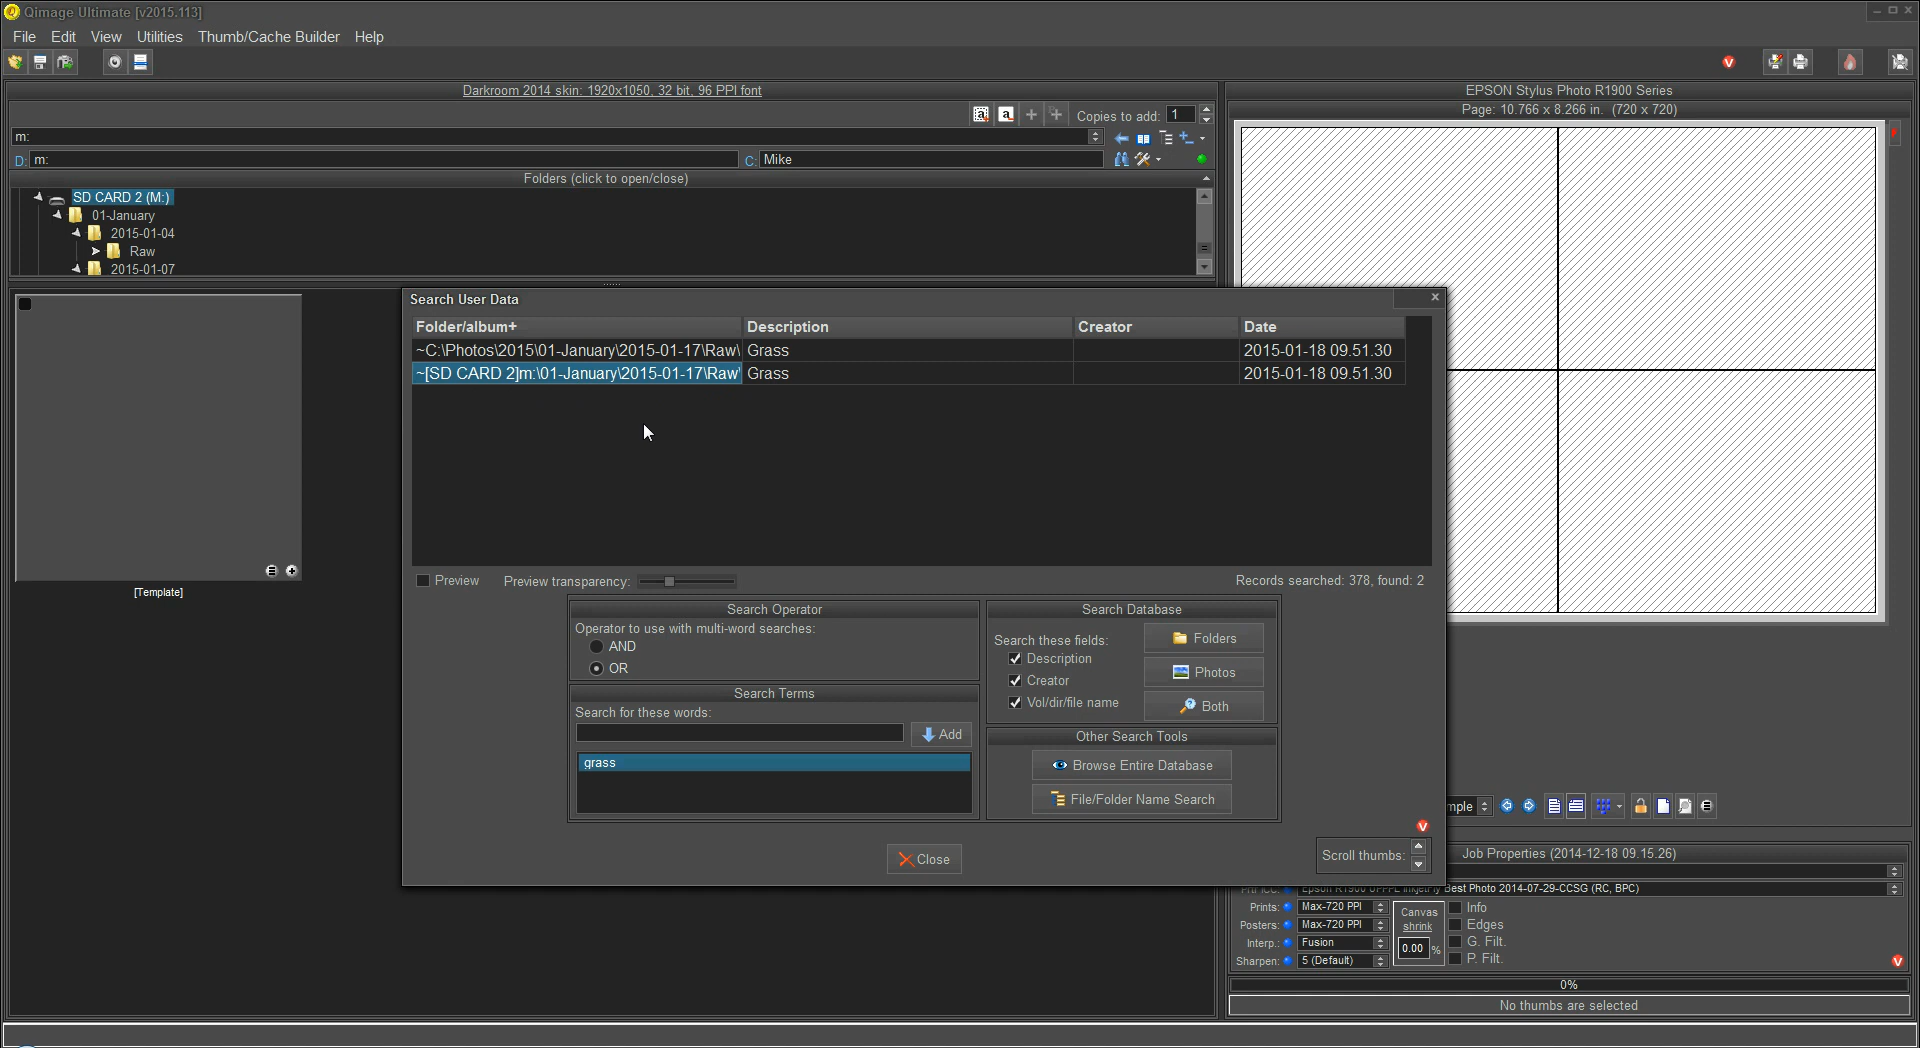 Qimage Ultimate [v2015.113]
File Edit View Utilities Thumb/Cache Builder Help
Darkroom 2014 skin: 1920x1050, 32 bit, 96 PPI font
Copies to add: 1
m:
D: m: C: Mike
Folders (click to open/close)
SD CARD 2 (M:)
01-January
2015-01-04
Raw
2015-01-07
[Template]
EPSON Stylus Photo R1900 Series
Page: 10.766 x 8.266 in. (720 x 720)
Search User Data
Folder/album+ Description Creator Date
~C:\Photos\2015\01-January\2015-01-17\Raw\ Grass 2015-01-18 09.51.30
~[SD CARD 2]m:\01-January\2015-01-17\Raw\ Grass 2015-01-18 09.51.30
Preview Preview transparency: Records searched: 378, found: 2
Search Operator
Operator to use with multi-word searches:
AND
OR
Search Terms
Search for these words:
Add
grass
Search Database
Search these fields:
Description
Creator
Vol/dir/file name
Folders
Photos
Both
Other Search Tools
Browse Entire Database
File/Folder Name Search
Close
Scroll thumbs:
mple
Job Properties (2014-12-18 09.15.26)
Best Photo 2014-07-29-CCSG (RC, BPC)
Prints: Max-720 PPI
Posters: Max-720 PPI
Interp.: Fusion
Sharpen: 5 (Default)
Canvas
shrink
0.00 %
Info
Edges
G. Filt.
P. Filt.
0%
No thumbs are selected